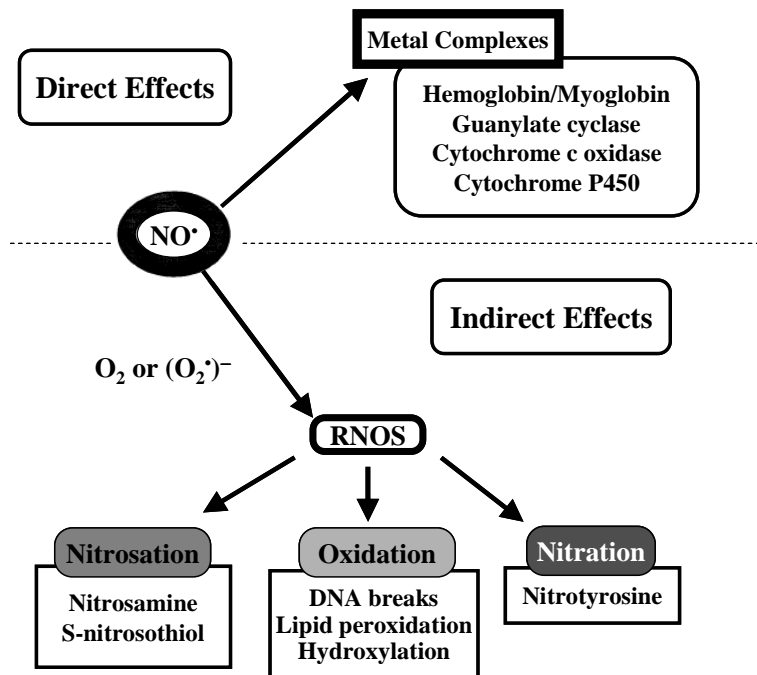 Metal Complexes
Direct Effects
Hemoglobin/Myoglobin
Guanylate cyclase
Cytochrome c oxidase
Cytochrome P450
NO•
Indirect Effects
O₂ or (O₂•)⁻
RNOS
Nitrosation
Nitrosamine
S-nitrosothiol
Oxidation
DNA breaks
Lipid peroxidation
Hydroxylation
Nitration
Nitrotyrosine